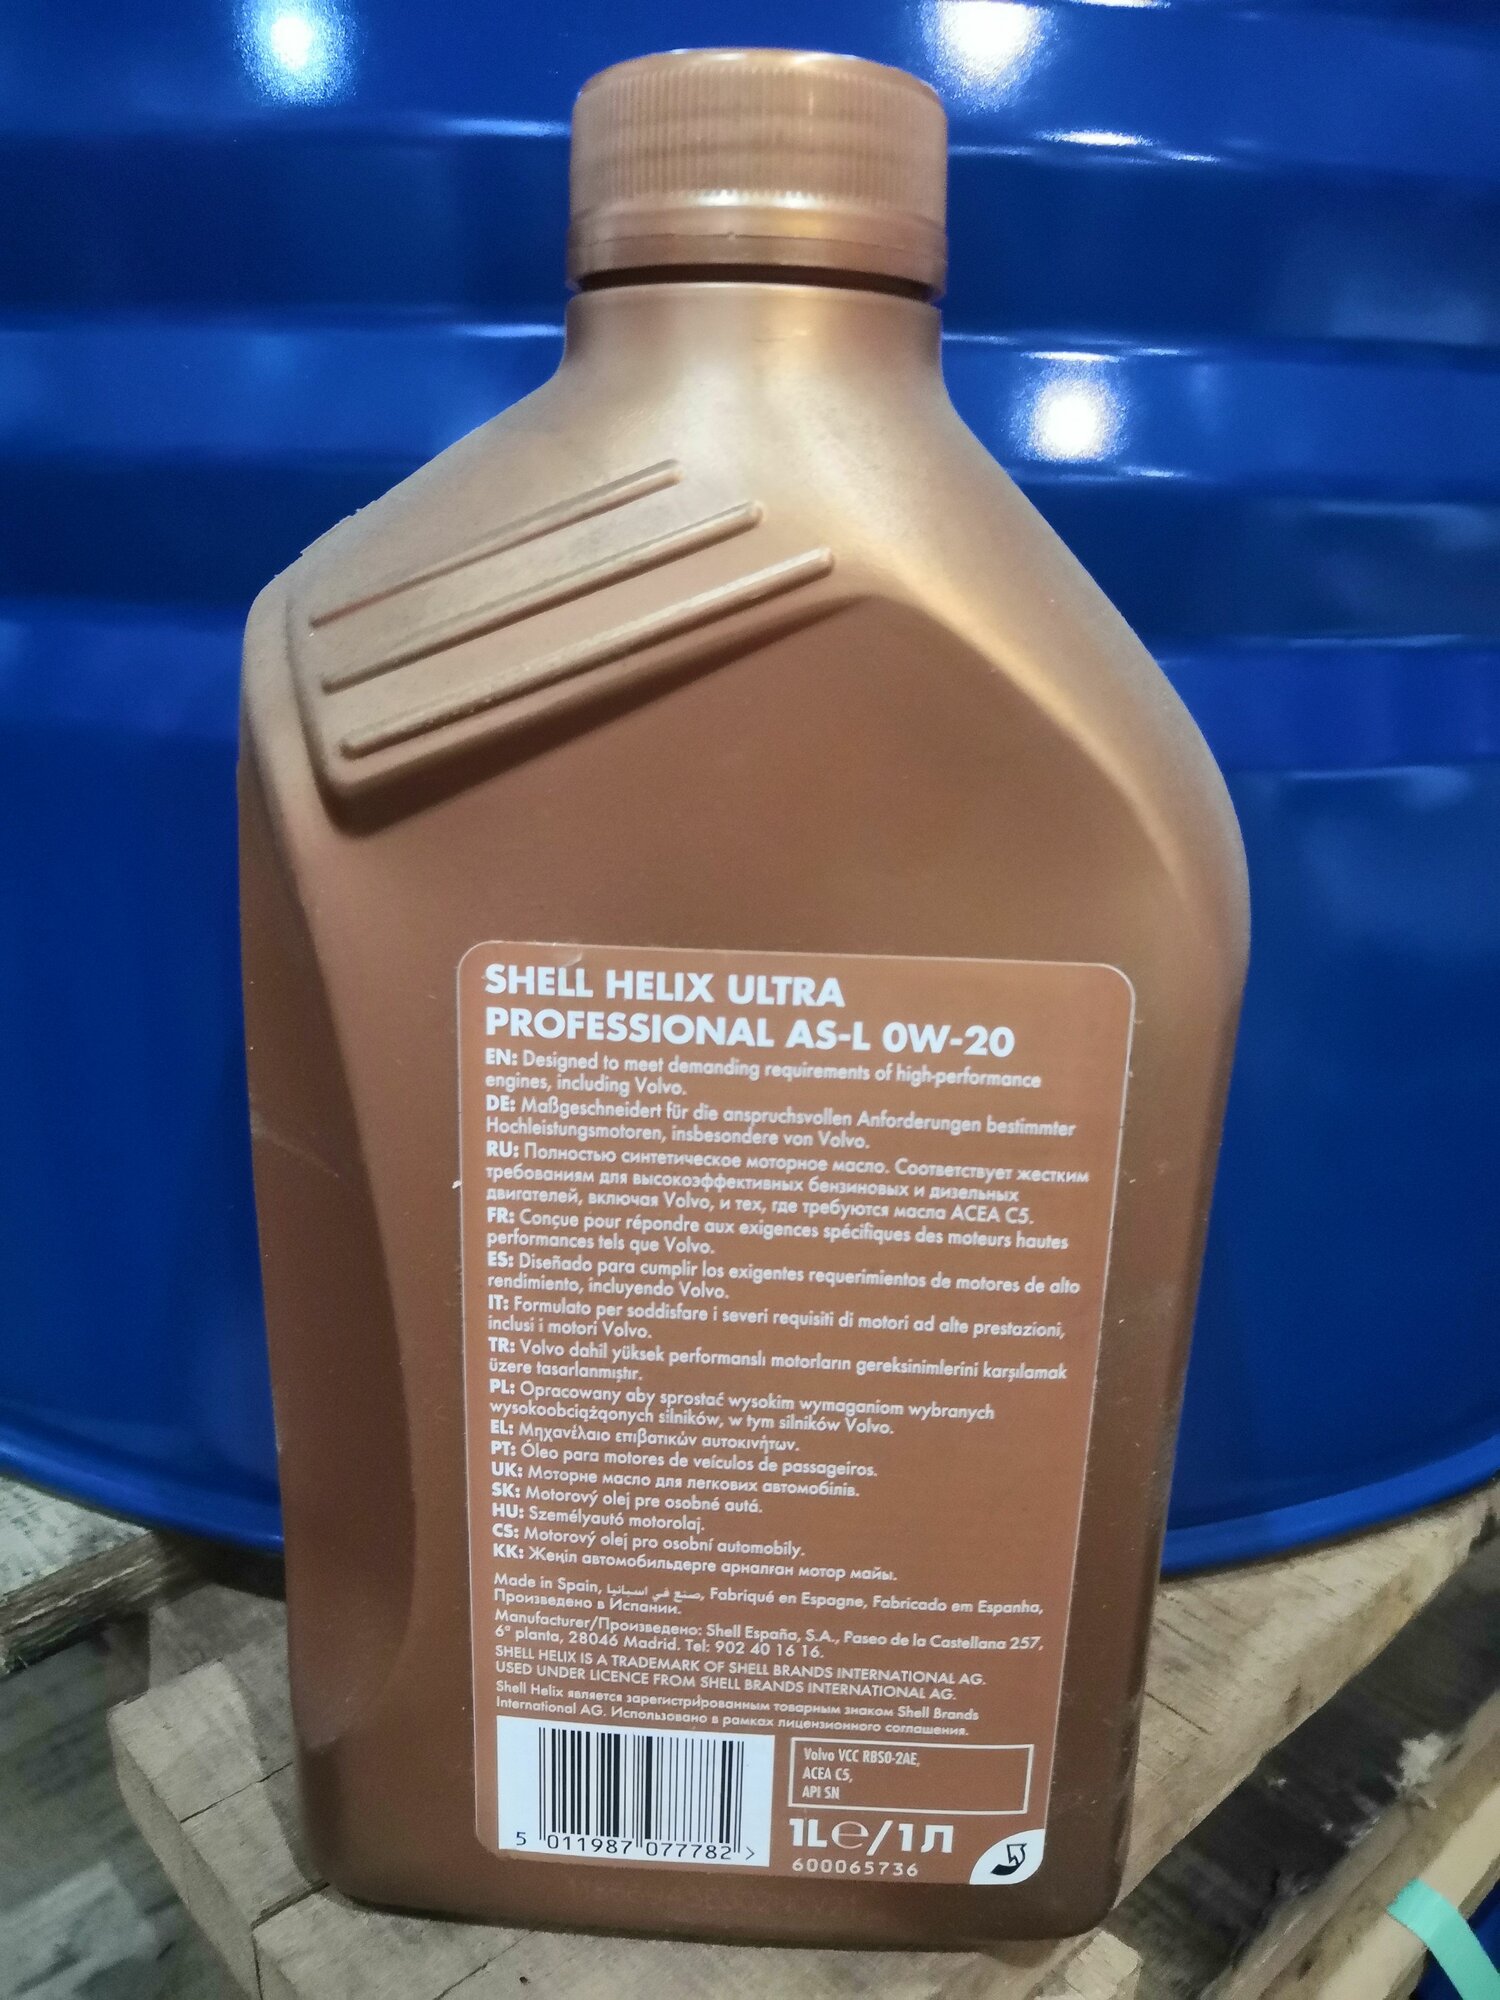 SHELL HELIX ULTRA
PROFESSIONAL AS-L 0W-20
EN: Designed to meet demanding requirements of high-performance
engines, including Volvo.
DE: Maßgeschneidert für die anspruchsvollen Anforderungen bestimmter
Hochleistungsmotoren, insbesondere von Volvo.
RU: Полностью синтетическое моторное масло. Соответствует жестким
требованиям для высокоэффективных бензиновых и дизельных
двигателей, включая Volvo, и тех, где требуются масла ACEA C5.
FR: Conçue pour répondre aux exigences spécifiques des moteurs hautes
performances tels que Volvo.
ES: Diseñado para cumplir los exigentes requerimientos de motores de alto
rendimiento, incluyendo Volvo.
IT: Formulato per soddisfare i severi requisiti di motori ad alte prestazioni,
inclusi i motori Volvo.
TR: Volvo dahil yüksek performanslı motorların gereksinimlerini karşılamak
üzere tasarlanmıştır.
PL: Opracowany aby sprostać wysokim wymaganiom wybranych
wysokoobciążqonych silników, w tym silników Volvo.
EL: Μηχανέλαιο επιβατικών αυτοκινήτων.
PT: Óleo para motores de veículos de passageiros.
UK: Моторне масло для легкових автомобілів.
SK: Motorový olej pre osobné autá.
HU: Személyautó motorolaj.
CS: Motorový olej pro osobní automobily.
KK: Жеңіл автомобильдерге арналған мотор майы.
Made in Spain, صنع في اسبانيا, Fabriqué en Espagne, Fabricado em Espanha,
Произведено в Испании.
Manufacturer/Произведено: Shell España, S.A., Paseo de la Castellana 257,
6ª planta, 28046 Madrid. Tel: 902 40 16 16.
SHELL HELIX IS A TRADEMARK OF SHELL BRANDS INTERNATIONAL AG.
USED UNDER LICENCE FROM SHELL BRANDS INTERNATIONAL AG.
Shell Helix является зарегистрированным товарным знаком Shell Brands
International AG. Использовано в рамках лицензионного соглашения.
Volvo VCC RBS0-2AE,
ACEA C5,
API SN
1L℮/1Л
600065736
5 011987 077782 >